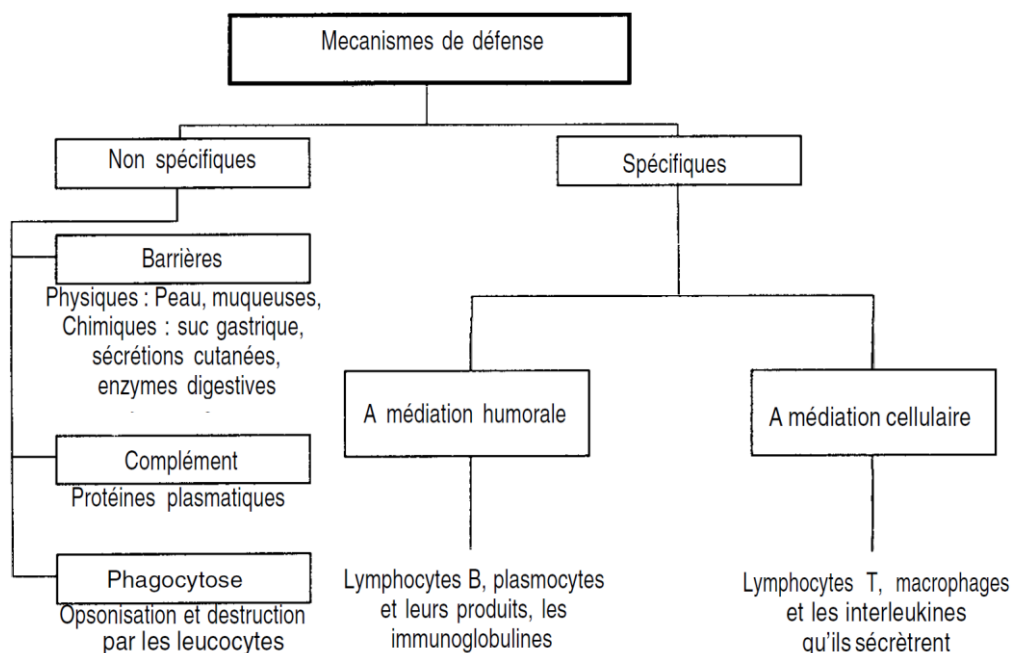 Mecanismes de défense
Non spécifiques
Spécifiques
Barrières
Physiques : Peau, muqueuses,
Chimiques : suc gastrique,
sécrétions cutanées,
enzymes digestives
Complément
Protéines plasmatiques
Phagocytose
Opsonisation et destruction
par les leucocytes
A médiation humorale
Lymphocytes B, plasmocytes
et leurs produits, les
immunoglobulines
A médiation cellulaire
Lymphocytes T, macrophages
et les interleukines
qu'ils sécrètrent